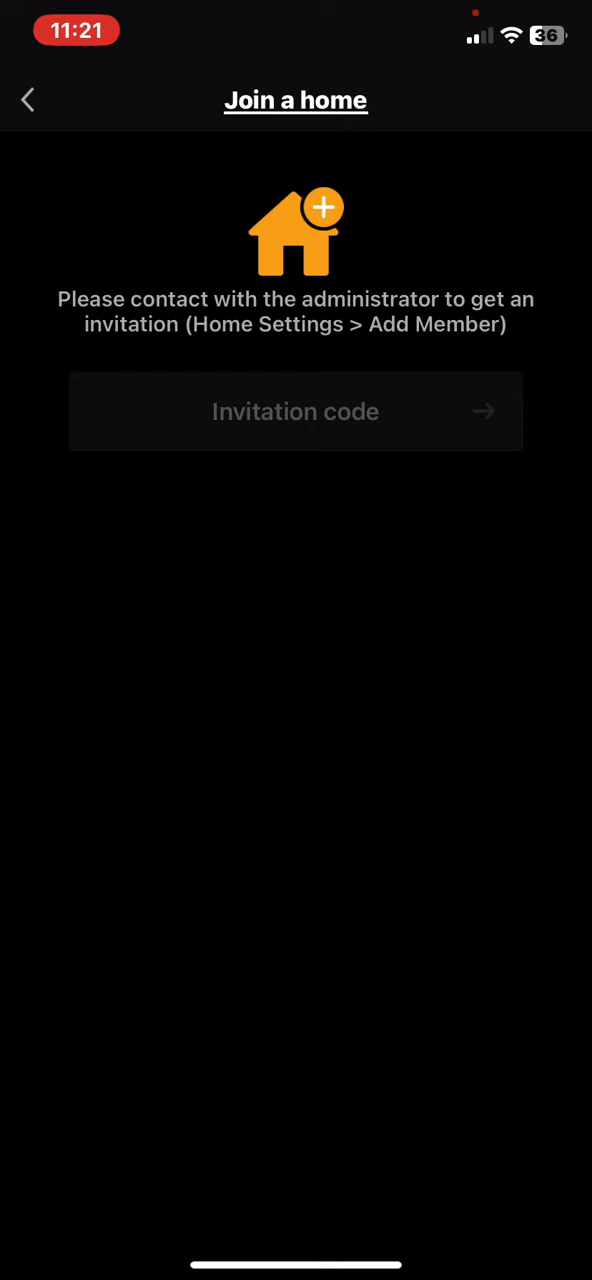 11:21
36
Join a home
Please contact with the administrator to get an
invitation (Home Settings > Add Member)
Invitation code